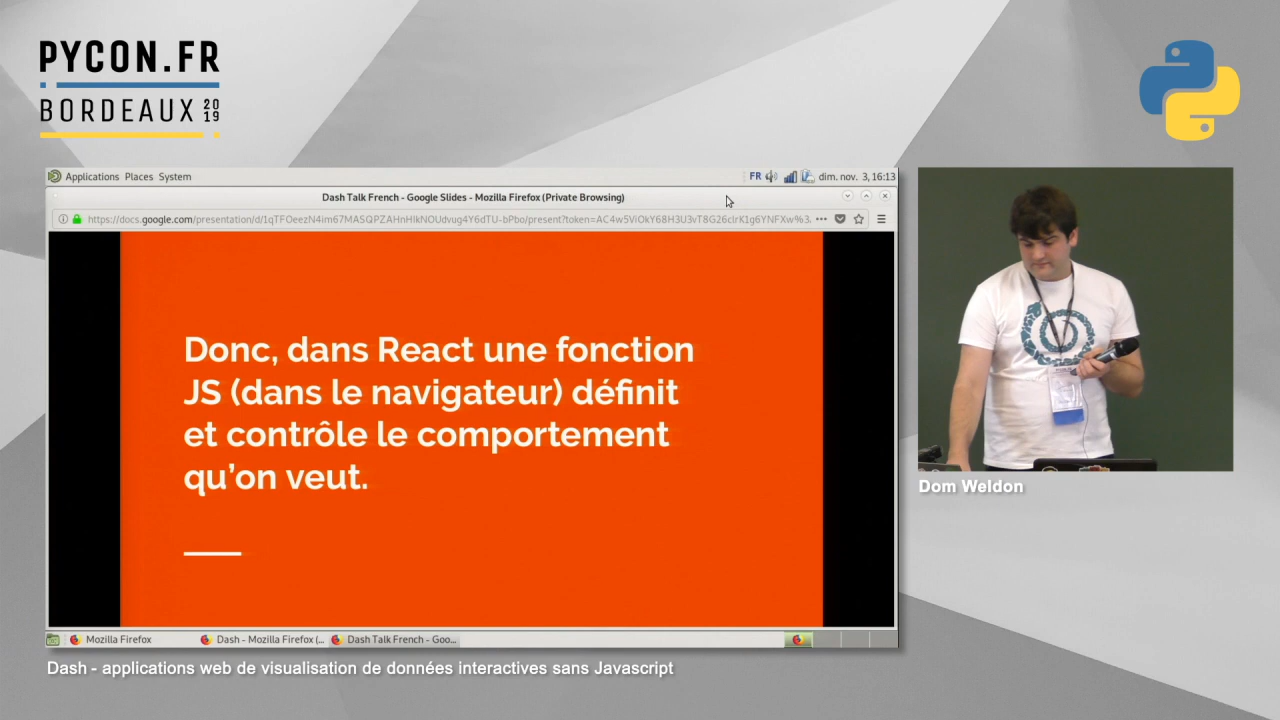 PYCON.FR
BORDEAUX 2019
Applications Places System
FR dim. nov. 3, 16:13
Dash Talk French - Google Slides - Mozilla Firefox (Private Browsing)
Donc, dans React une fonction
JS (dans le navigateur) définit
et contrôle le comportement
qu’on veut.
Dom Weldon
Mozilla Firefox
Dash - Mozilla Firefox (...
Dash Talk French - Goo...
Dash - applications web de visualisation de données interactives sans Javascript